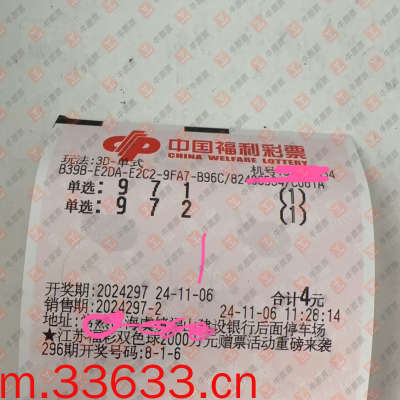 中国福利彩票
CHINA WELFARE LOTTERY
玩法:3D-单式
机号
B39B-E2DA-E2C2-9FA7-B96C/
单选: 9 7 1 (1)
单选: 9 7 2 (1)
开奖期:2024297 24-11-06 合计4元
销售期:2024297-2 24-11-06 11:28:14
地址: 建设银行后面停车场
★江苏福彩双色球2000万元赠票活动重磅来袭
296期开奖号码:8-1-6
m.33633.cn